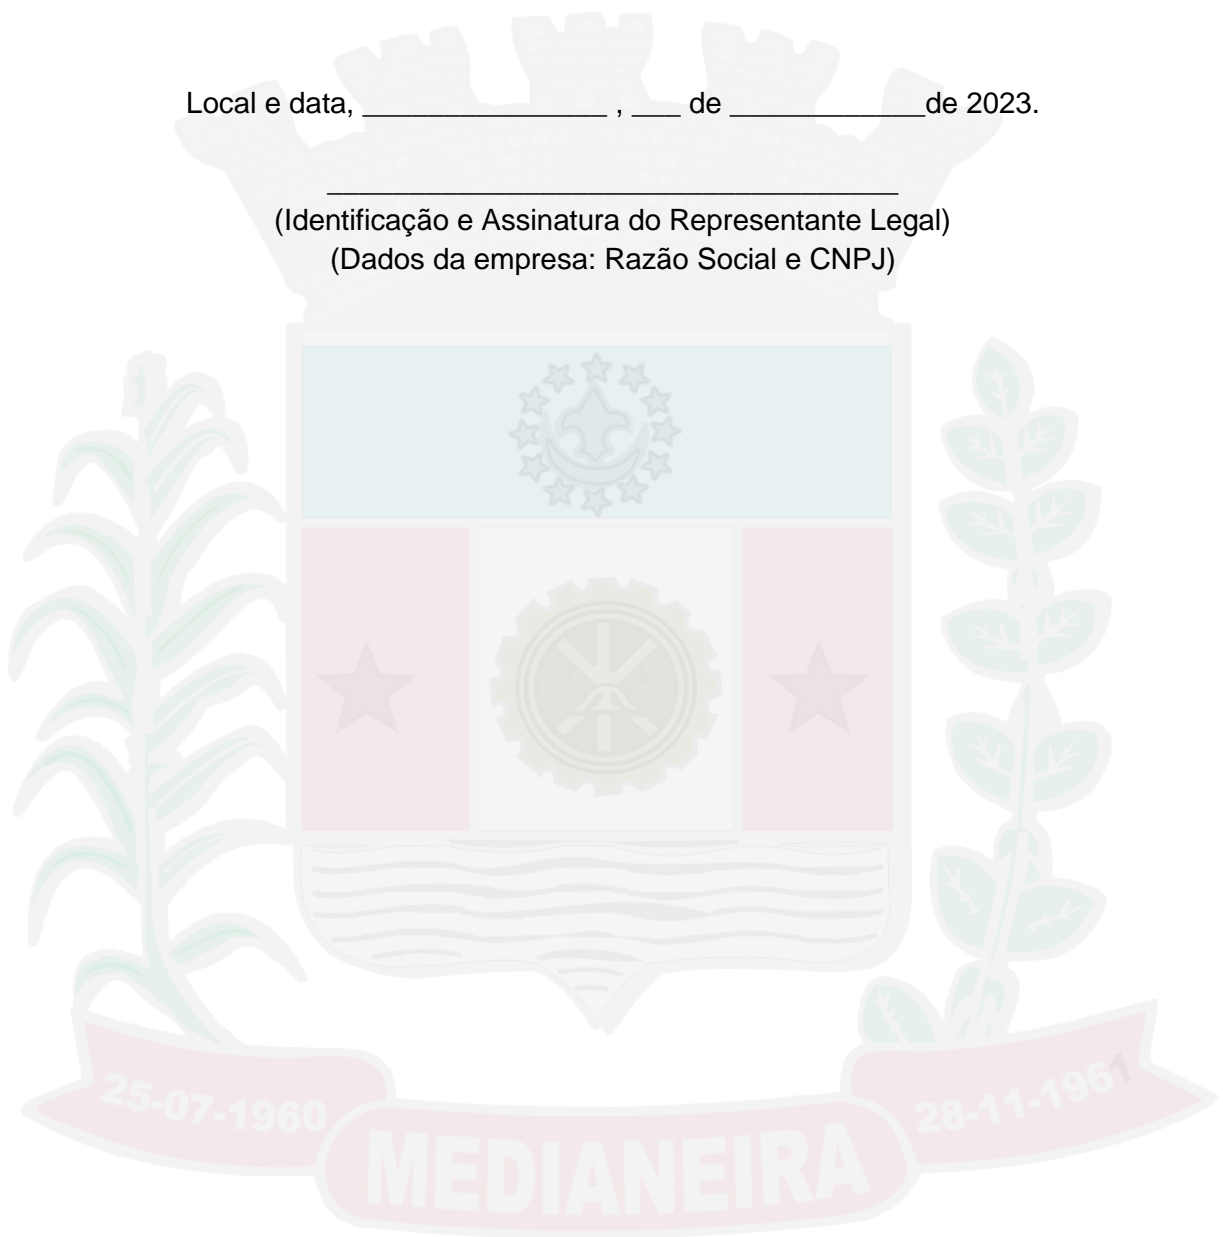 Local e data, _______________ , ___ de ____________de 2023.
___________________________________
(Identificação e Assinatura do Representante Legal)
(Dados da empresa: Razão Social e CNPJ)
25-07-1960
28-11-1961
MEDIANEIRA